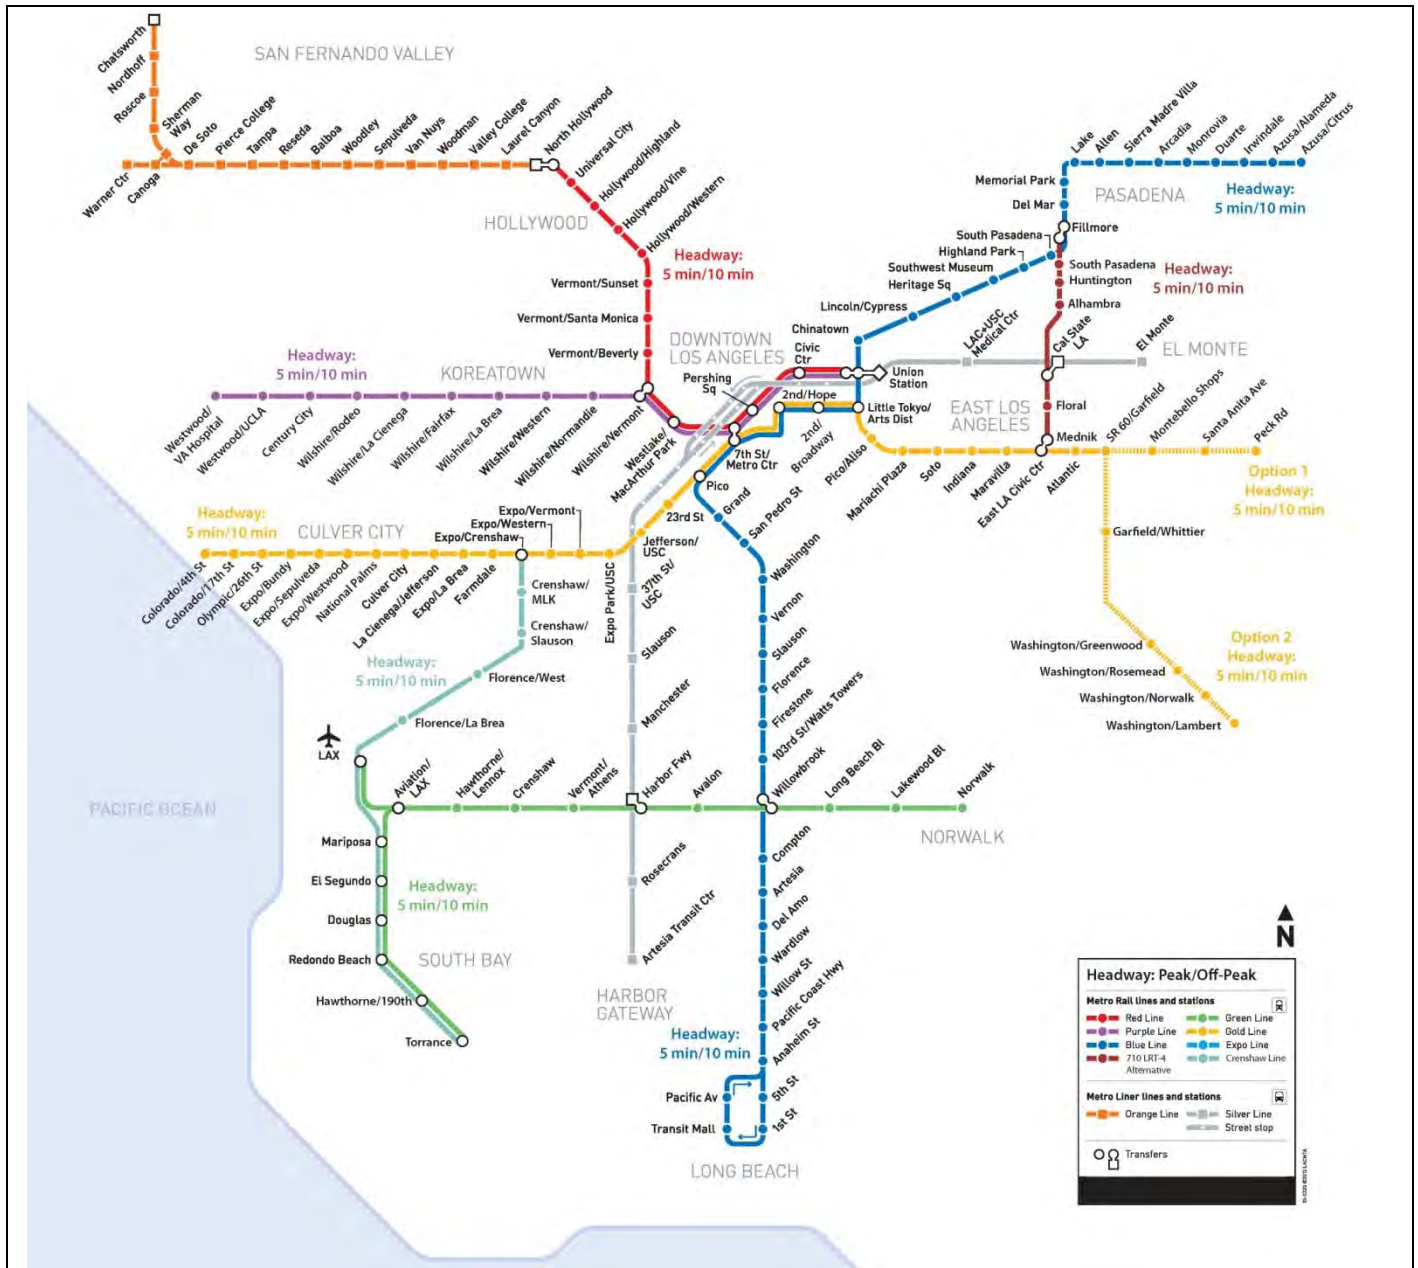 Chatsworth
Nordhoff
Roscoe
Sherman
Way
De Soto
Pierce College
Tampa
Reseda
Balboa
Woodley
Sepulveda
Van Nuys
Woodman
Valley College
Laurel Canyon
North Hollywood
Warner Ctr
Canoga
SAN FERNANDO VALLEY
Universal City
Hollywood/Highland
Hollywood/Vine
Hollywood/Western
HOLLYWOOD
Headway:
5 min/10 min
Vermont/Sunset
Vermont/Santa Monica
Vermont/Beverly
Lake
Allen
Sierra Madre Villa
Arcadia
Monrovia
Duarte
Irwindale
Azusa/Alameda
Azusa/Citrus
Memorial Park
Del Mar
PASADENA
Headway:
5 min/10 min
Fillmore
South Pasadena
Highland Park
Southwest Museum
Heritage Sq
Lincoln/Cypress
Chinatown
South Pasadena
Huntington
Alhambra
Headway:
5 min/10 min
LAC+USC
Medical Ctr
Cal State
LA
El Monte
EL MONTE
DOWNTOWN
LOS ANGELES
Civic
Ctr
Pershing
Sq
Union
Station
2nd/Hope
2nd/
Broadway
Little Tokyo/
Arts Dist
EAST LOS
ANGELES
Floral
Mednik
SR 60/Garfield
Montebello Shops
Santa Anita Ave
Peck Rd
Headway:
5 min/10 min
KOREATOWN
Westwood/
VA Hospital
Westwood/UCLA
Century City
Wilshire/Rodeo
Wilshire/La Cienega
Wilshire/Fairfax
Wilshire/La Brea
Wilshire/Western
Wilshire/Normandie
Wilshire/Vermont
Westlake/
MacArthur Park
7th St/
Metro Ctr
Pico/Aliso
Mariachi Plaza
Soto
Indiana
Maravilla
East LA Civic Ctr
Atlantic
Option 1
Headway:
5 min/10 min
Garfield/Whittier
Washington/Greenwood
Washington/Rosemead
Washington/Norwalk
Washington/Lambert
Option 2
Headway:
5 min/10 min
Pico
Grand
San Pedro St
Washington
Vernon
Slauson
Florence
Firestone
103rd St/Watts Towers
Willowbrook
23rd St
Jefferson/
USC
Expo/Vermont
Expo/Western
Expo/Crenshaw
Headway:
5 min/10 min
CULVER CITY
Colorado/4th St
Colorado/17th St
Olympic/26th St
Expo/Bundy
Expo/Sepulveda
Expo/Westwood
National Palms
Culver City
La Cienega/Jefferson
Expo/La Brea
Farmdale
Expo Park/USC
37th St/
USC
Slauson
Manchester
Harbor Fwy
Rosecrans
Artesia Transit Ctr
Crenshaw/
MLK
Crenshaw/
Slauson
Headway:
5 min/10 min
Florence/West
Florence/La Brea
LAX
Aviation/
LAX
Hawthorne/
Lennox
Crenshaw
Vermont/
Athens
Avalon
Long Beach Bl
Lakewood Bl
Norwalk
NORWALK
PACIFIC OCEAN
Mariposa
El Segundo
Douglas
Redondo Beach
Hawthorne/190th
Torrance
Headway:
5 min/10 min
SOUTH BAY
HARBOR
GATEWAY
Compton
Artesia
Del Amo
Wardlow
Willow St
Pacific Coast Hwy
Anaheim St
5th St
1st St
Headway:
5 min/10 min
Pacific Av
Transit Mall
LONG BEACH
N
Headway: Peak/Off-Peak
Metro Rail lines and stations
Red Line
Green Line
Purple Line
Gold Line
Blue Line
Expo Line
710 LRT-4
Alternative
Crenshaw Line
Metro Liner lines and stations
Orange Line
Silver Line
Street stop
Transfers